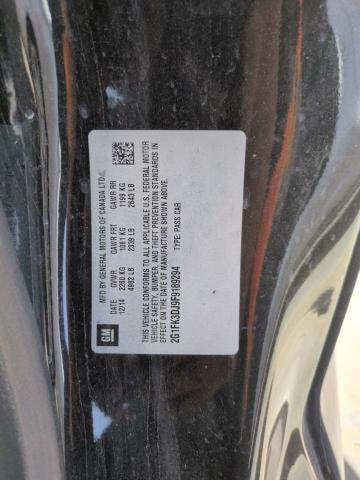 GM
MFD BY GENERAL MOTORS OF CANADA LTD.
DATE GVWR GAWR FRT GAWR RR
12/14 2260 KG 1061 KG 1199 KG
4982 LB 2339 LB 2643 LB
THIS VEHICLE CONFORMS TO ALL APPLICABLE U.S. FEDERAL MOTOR
VEHICLE SAFETY, BUMPER, AND THEFT PREVENTION STANDARDS IN
EFFECT ON THE DATE OF MANUFACTURE SHOWN ABOVE.
2G1FK3DJ9F9189294 TYPE: PASS CAR